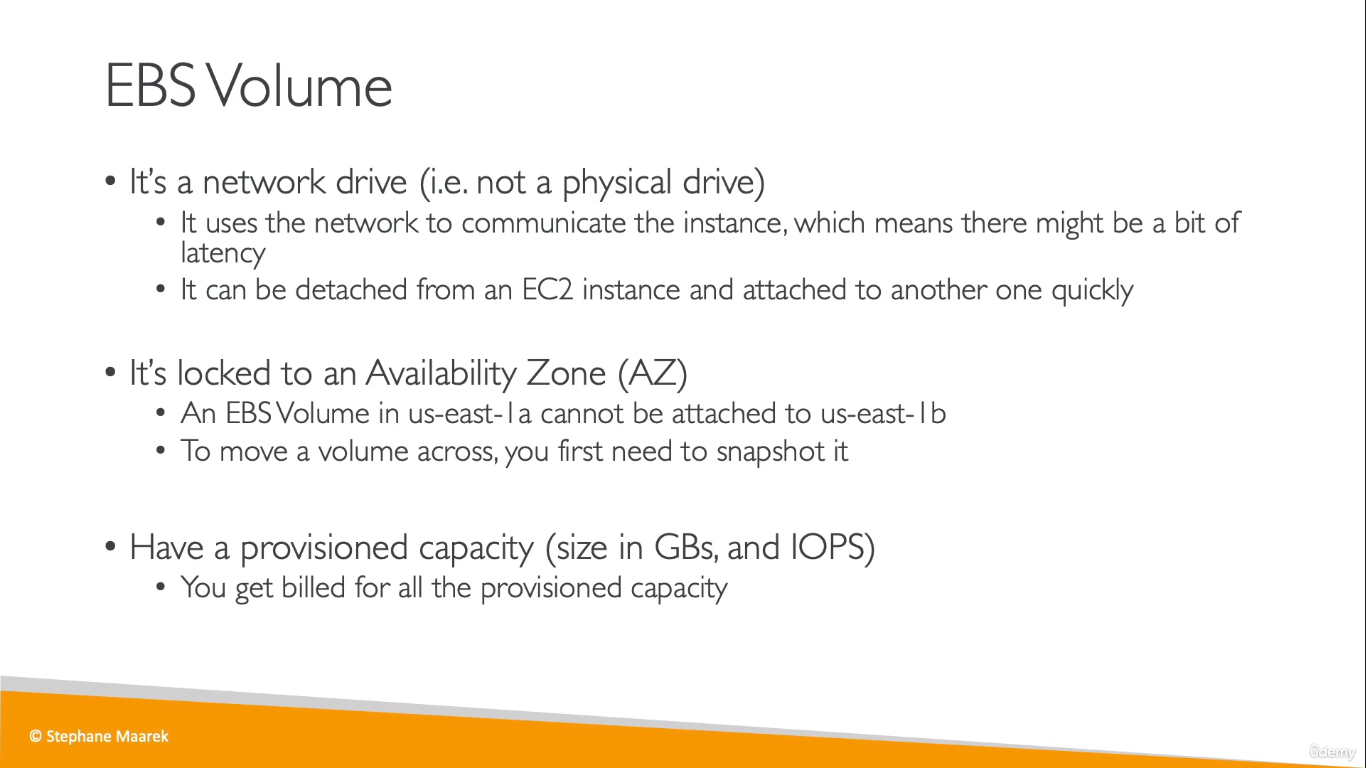 EBS Volume
• It's a network drive (i.e. not a physical drive)
• It uses the network to communicate the instance, which means there might be a bit of
latency
• It can be detached from an EC2 instance and attached to another one quickly
• It's locked to an Availability Zone (AZ)
• An EBS Volume in us-east-1a cannot be attached to us-east-1b
• To move a volume across, you first need to snapshot it
• Have a provisioned capacity (size in GBs, and IOPS)
• You get billed for all the provisioned capacity
© Stephane Maarek
ûdemy